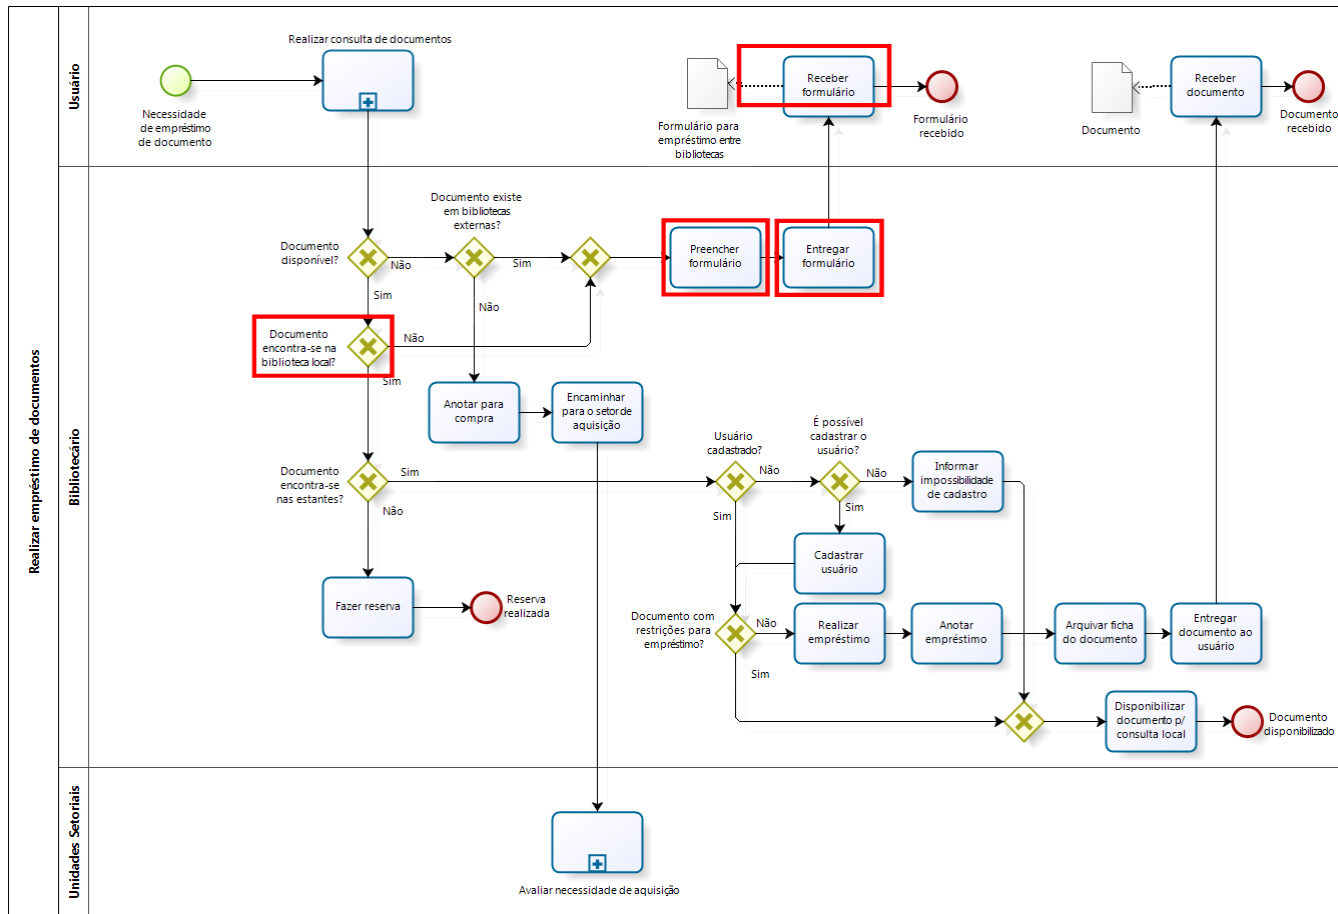 Realizar empréstimo de documentos
Usuário
Realizar consulta de documentos
Necessidade
de empréstimo
de documento
Formulário para
empréstimo entre
bibliotecas
Receber
formulário
Formulário
recebido
Documento
Receber
documento
Documento
recebido
Bibliotecário
Documento
disponível?
Não
Sim
Documento existe
em bibliotecas
externas?
Sim
Não
Preencher
formulário
Entregar
formulário
Documento
encontra-se na
biblioteca local?
Não
Sim
Anotar para
compra
Encaminhar
para o setor de
aquisição
Documento
encontra-se
nas estantes?
Sim
Não
Usuário
cadastrado?
Não
Sim
É possível
cadastrar o
usuário?
Não
Sim
Informar
impossibilidade
de cadastro
Cadastrar
usuário
Fazer reserva
Reserva
realizada
Documento com
restrições para
empréstimo?
Não
Sim
Realizar
empréstimo
Anotar
empréstimo
Arquivar ficha
do documento
Entregar
documento ao
usuário
Disponibilizar
documento p/
consulta local
Documento
disponibilizado
Unidades Setoriais
Avaliar necessidade de aquisição